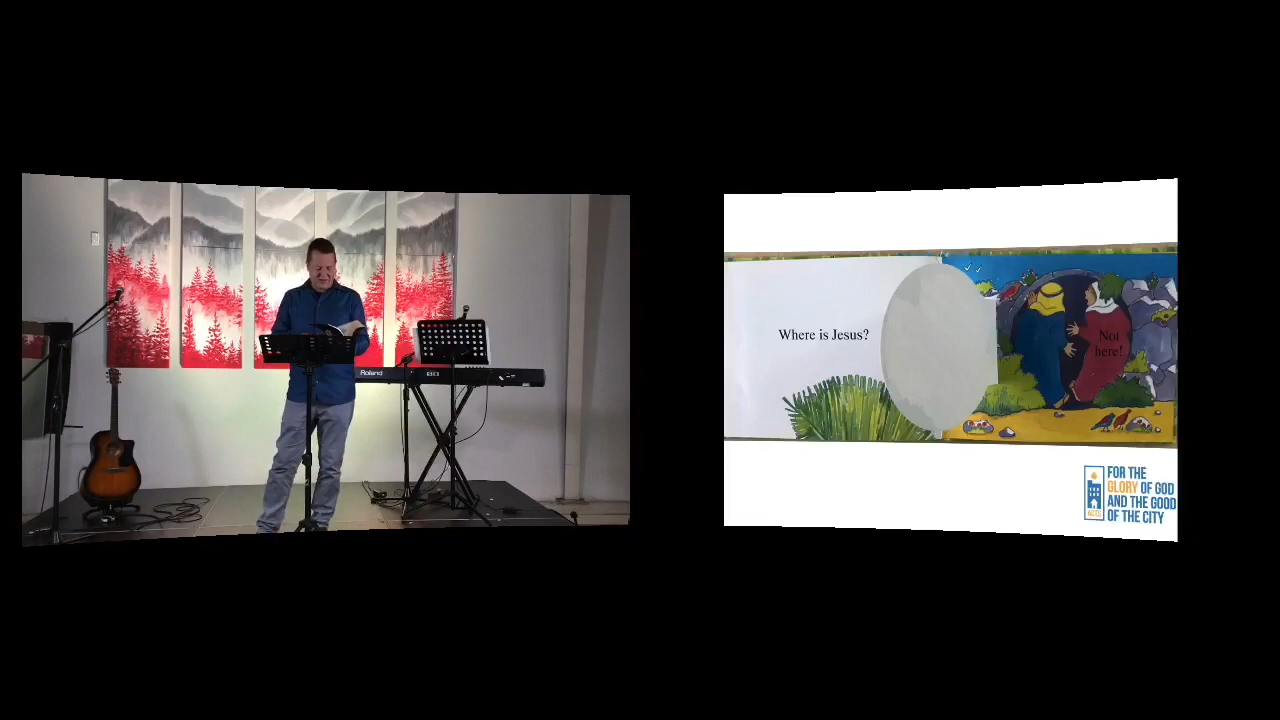 Roland
Where is Jesus?
Not
here!
FOR THE
GLORY OF GOD
AND THE GOOD
OF THE CITY